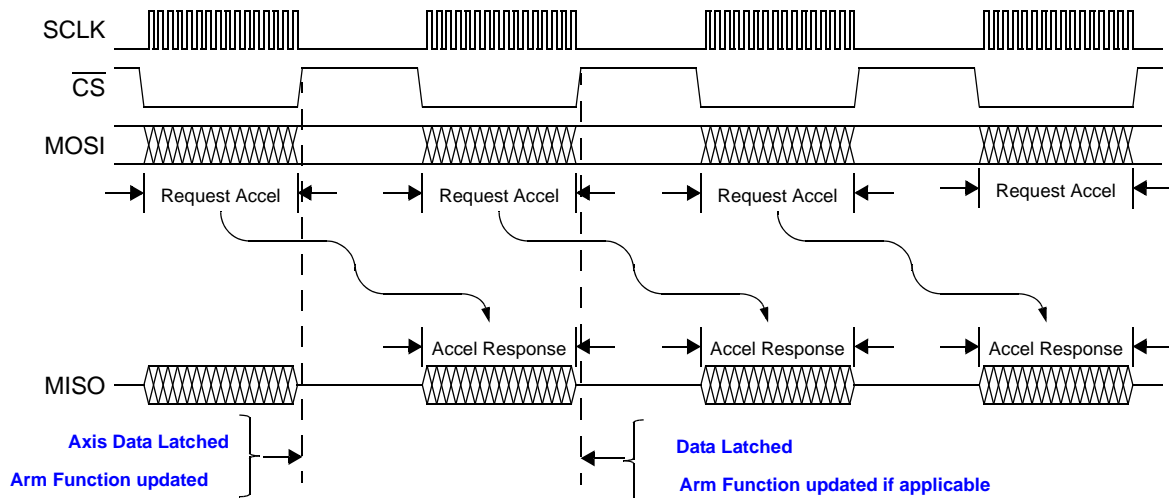 SCLK
CS
MOSI
Request Accel
Request Accel
Request Accel
Request Accel
Accel Response
Accel Response
Accel Response
MISO
Axis Data Latched
Arm Function updated
Data Latched
Arm Function updated if applicable